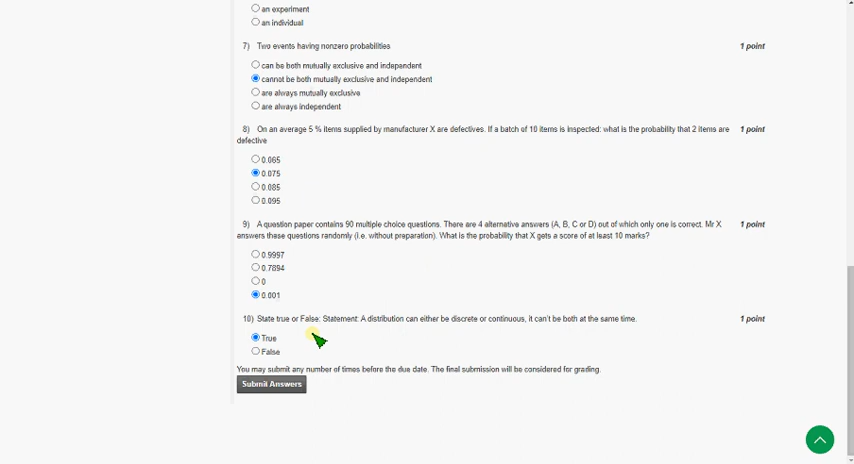 an experiment
an individual
7) Two events having nonzero probabilities 1 point
can be both mutually exclusive and independent
cannot be both mutually exclusive and independent
are always mutually exclusive
are always independent
8) On an average 5 % items supplied by manufacturer X are defectives. If a batch of 10 items is inspected: what is the probability that 2 items are 1 point
defective
0.065
0.075
0.085
0.095
9) A question paper contains 90 multiple choice questions. There are 4 alternative answers (A, B, C or D) out of which only one is correct. Mr X 1 point
answers these questions randomly (i.e. without preparation). What is the probability that X gets a score of at least 10 marks?
0.9997
0.7894
0
0.001
10) State true or False: Statement: A distribution can either be discrete or continuous, it can't be both at the same time. 1 point
True
False
You may submit any number of times before the due date. The final submission will be considered for grading.
Submit Answers